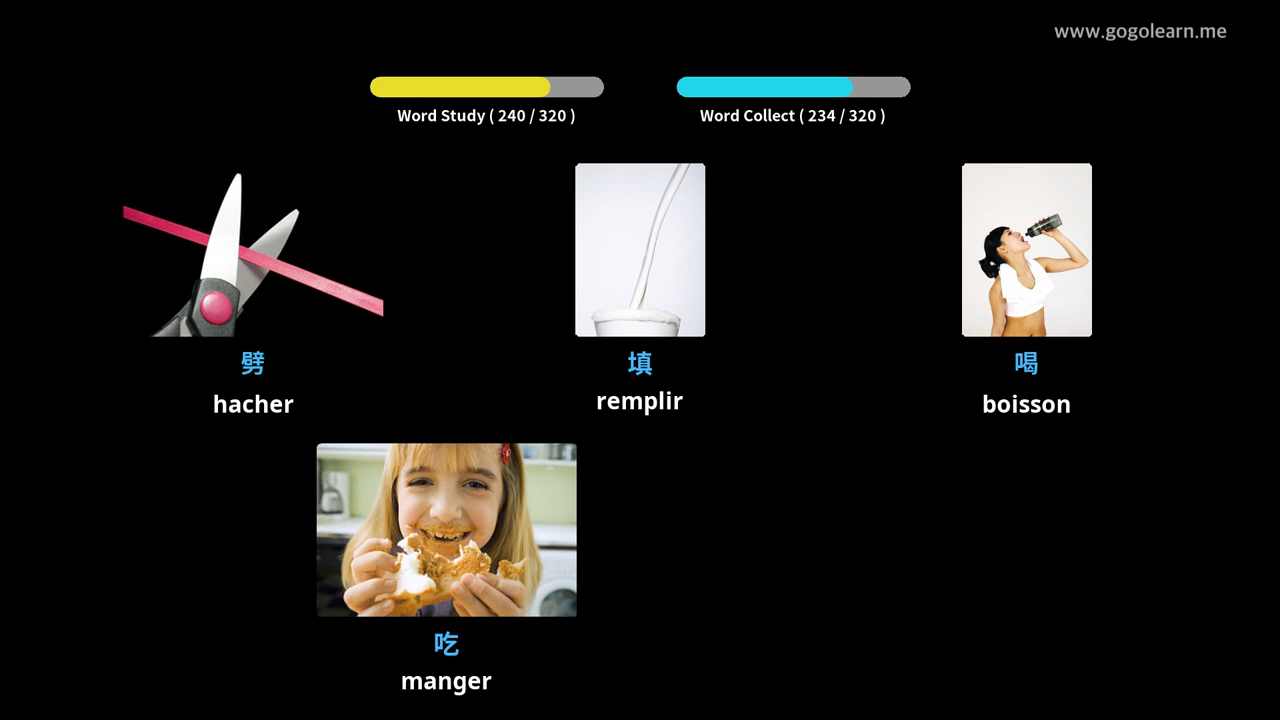 www.gogolearn.me
Word Study ( 240 / 320 )
Word Collect ( 234 / 320 )
劈
hacher
填
remplir
喝
boisson
吃
manger